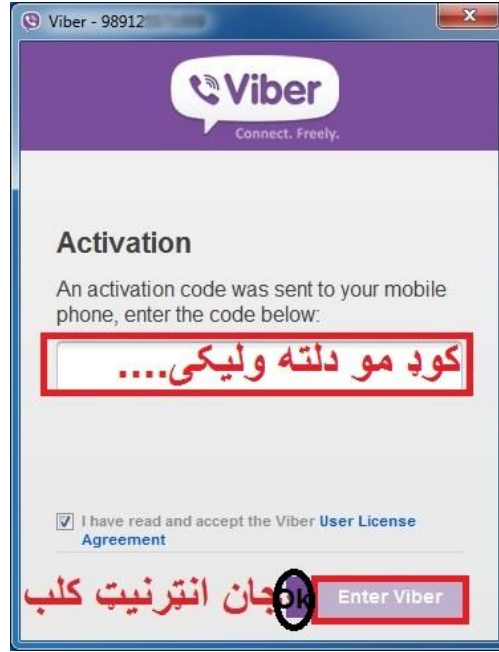 Viber - 98912
x
Viber
Connect. Freely.
Activation
An activation code was sent to your mobile
phone, enter the code below:
کوډ مو دلته ولیکی....
I have read and accept the Viber User License
Agreement
جان انټرنیټ کلب
Ok
Enter Viber